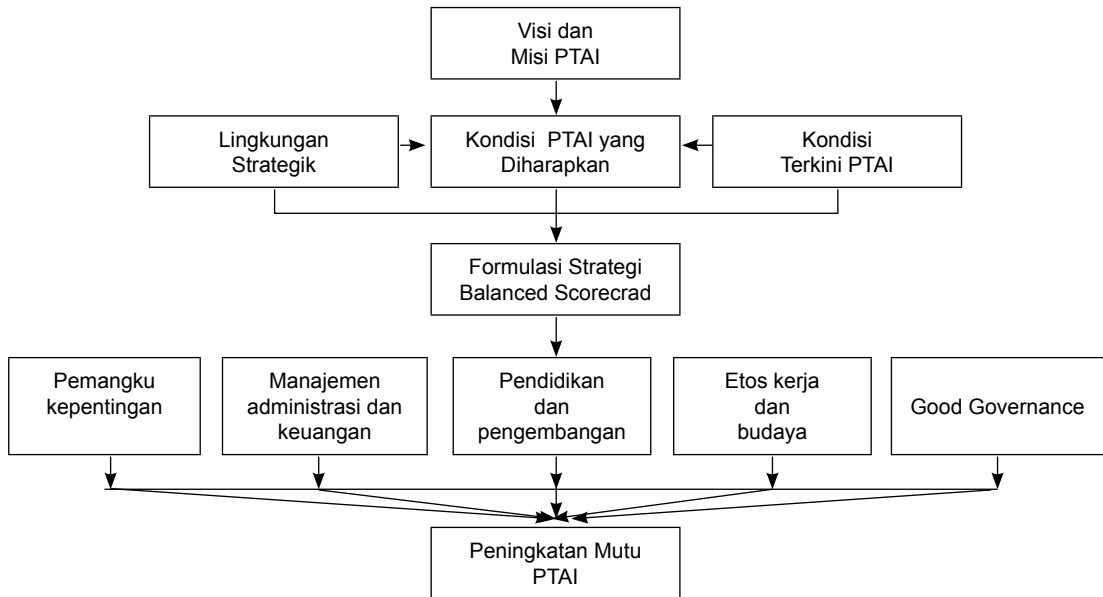 Visi dan
Misi PTAI
Lingkungan
Strategik
Kondisi PTAI yang
Diharapkan
Kondisi
Terkini PTAI
Formulasi Strategi
Balanced Scorecrad
Pemangku
kepentingan
Manajemen
administrasi dan
keuangan
Pendidikan
dan
pengembangan
Etos kerja
dan
budaya
Good Governance
Peningkatan Mutu
PTAI